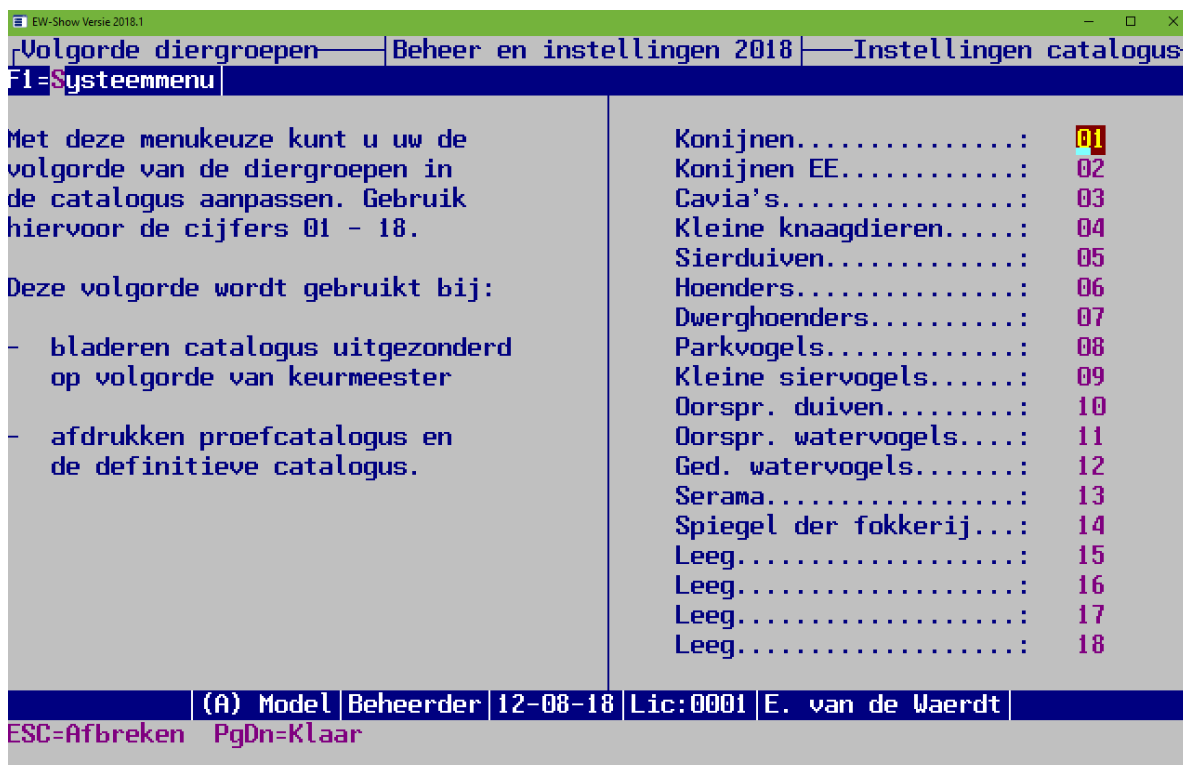 EW-Show Versie 2018.1
Volgorde diergroepen Beheer en instellingen 2018 Instellingen catalogus
F1=Systeemmenu
Met deze menukeuze kunt u uw de
volgorde van de diergroepen in
de catalogus aanpassen. Gebruik
hiervoor de cijfers 01 - 18.
Deze volgorde wordt gebruikt bij:
- bladeren catalogus uitgezonderd
op volgorde van keurmeester
- afdrukken proefcatalogus en
de definitieve catalogus.
Konijnen...............: 01
Konijnen EE............: 02
Cavia's................: 03
Kleine knaagdieren.....: 04
Sierduiven.............: 05
Hoenders...............: 06
Dwerghoenders..........: 07
Parkvogels.............: 08
Kleine siervogels......: 09
Oorspr. duiven.........: 10
Oorspr. watervogels....: 11
Ged. watervogels.......: 12
Serama.................: 13
Spiegel der fokkerij...: 14
Leeg...................: 15
Leeg...................: 16
Leeg...................: 17
Leeg...................: 18
(A) Model|Beheerder|12-08-18|Lic:0001|E. van de Waerdt|
ESC=Afbreken PgDn=Klaar